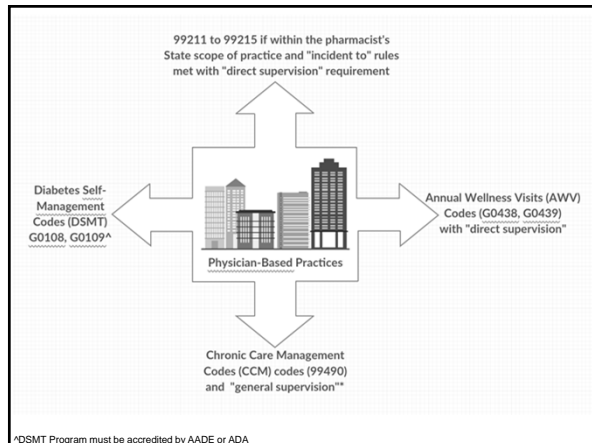 99211 to 99215 if within the pharmacist's
State scope of practice and "incident to" rules
met with "direct supervision" requirement
Diabetes Self-
Management
Codes (DSMT)
G0108, G0109^
Annual Wellness Visits (AWV)
Codes (G0438, G0439)
with "direct supervision"
Physician-Based Practices
Chronic Care Management
Codes (CCM) codes (99490)
and "general supervision"*
^DSMT Program must be accredited by AADE or ADA